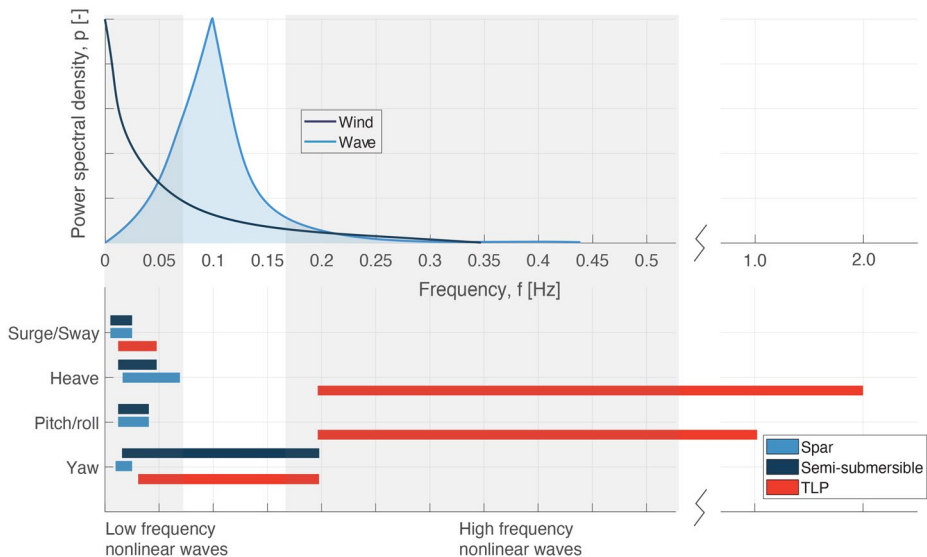 Power spectral density, p [-]
Wind
Wave
0 0.05 0.1 0.15 0.2 0.25 0.3 0.35 0.4 0.45 0.5 1.0 2.0
Frequency, f [Hz]
Surge/Sway
Heave
Pitch/roll
Yaw
Spar
Semi-submersible
TLP
Low frequency
nonlinear waves
High frequency
nonlinear waves